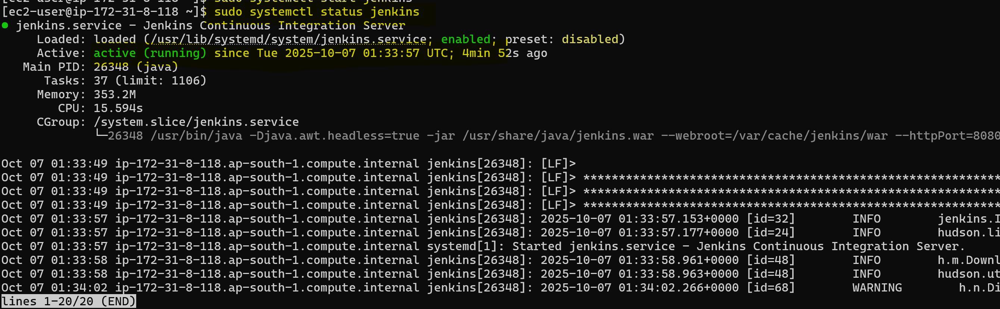 [ec2-user@ip-172-31-8-118 ~]$ sudo systemctl start jenkins
[ec2-user@ip-172-31-8-118 ~]$ sudo systemctl status jenkins
● jenkins.service - Jenkins Continuous Integration Server
Loaded: loaded (/usr/lib/systemd/system/jenkins.service; enabled; preset: disabled)
Active: active (running) since Tue 2025-10-07 01:33:57 UTC; 4min 52s ago
Main PID: 26348 (java)
Tasks: 37 (limit: 1106)
Memory: 353.2M
CPU: 15.594s
CGroup: /system.slice/jenkins.service
└─26348 /usr/bin/java -Djava.awt.headless=true -jar /usr/share/java/jenkins.war --webroot=/var/cache/jenkins/war --httpPort=8080
Oct 07 01:33:49 ip-172-31-8-118.ap-south-1.compute.internal jenkins[26348]: [LF]>
Oct 07 01:33:49 ip-172-31-8-118.ap-south-1.compute.internal jenkins[26348]: [LF]> ***********************************************************
Oct 07 01:33:49 ip-172-31-8-118.ap-south-1.compute.internal jenkins[26348]: [LF]> ***********************************************************
Oct 07 01:33:49 ip-172-31-8-118.ap-south-1.compute.internal jenkins[26348]: [LF]> ***********************************************************
Oct 07 01:33:57 ip-172-31-8-118.ap-south-1.compute.internal jenkins[26348]: 2025-10-07 01:33:57.153+0000 [id=32] INFO jenkins.I
Oct 07 01:33:57 ip-172-31-8-118.ap-south-1.compute.internal jenkins[26348]: 2025-10-07 01:33:57.177+0000 [id=24] INFO hudson.li
Oct 07 01:33:57 ip-172-31-8-118.ap-south-1.compute.internal systemd[1]: Started jenkins.service - Jenkins Continuous Integration Server.
Oct 07 01:33:58 ip-172-31-8-118.ap-south-1.compute.internal jenkins[26348]: 2025-10-07 01:33:58.961+0000 [id=48] INFO h.m.Downl
Oct 07 01:33:58 ip-172-31-8-118.ap-south-1.compute.internal jenkins[26348]: 2025-10-07 01:33:58.963+0000 [id=48] INFO hudson.ut
Oct 07 01:34:02 ip-172-31-8-118.ap-south-1.compute.internal jenkins[26348]: 2025-10-07 01:34:02.266+0000 [id=68] WARNING h.n.Di
lines 1-20/20 (END)